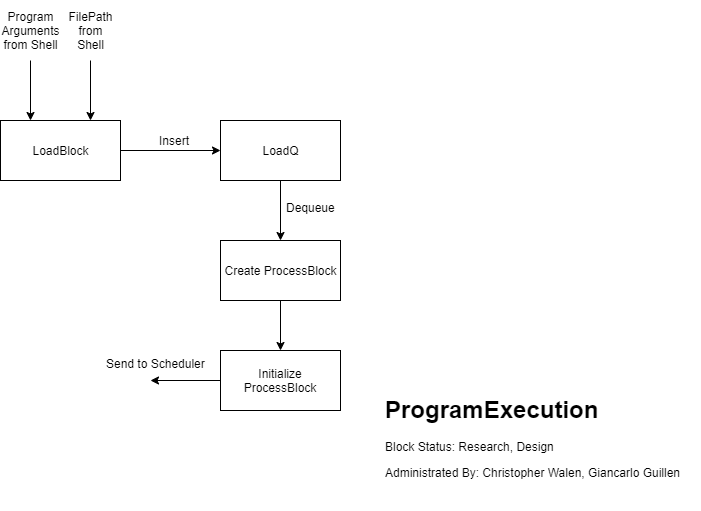 Program
Arguments
from Shell
FilePath
from
Shell
LoadBlock
Insert
LoadQ
Dequeue
Create ProcessBlock
Send to Scheduler
Initialize
ProcessBlock
ProgramExecution
Block Status: Research, Design
Administrated By: Christopher Walen, Giancarlo Guillen